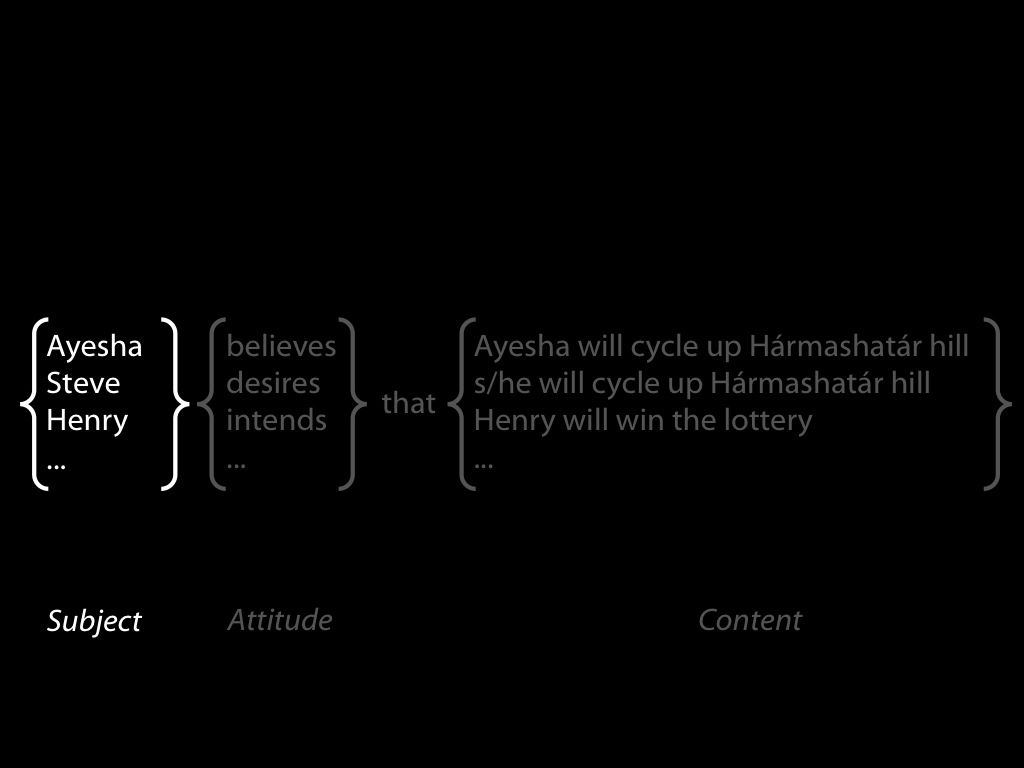 Ayesha believes Ayesha will cycle up Hármashatár hill
Steve desires that s/he will cycle up Hármashatár hill
Henry intends Henry will win the lottery
... ... ...
Subject Attitude Content